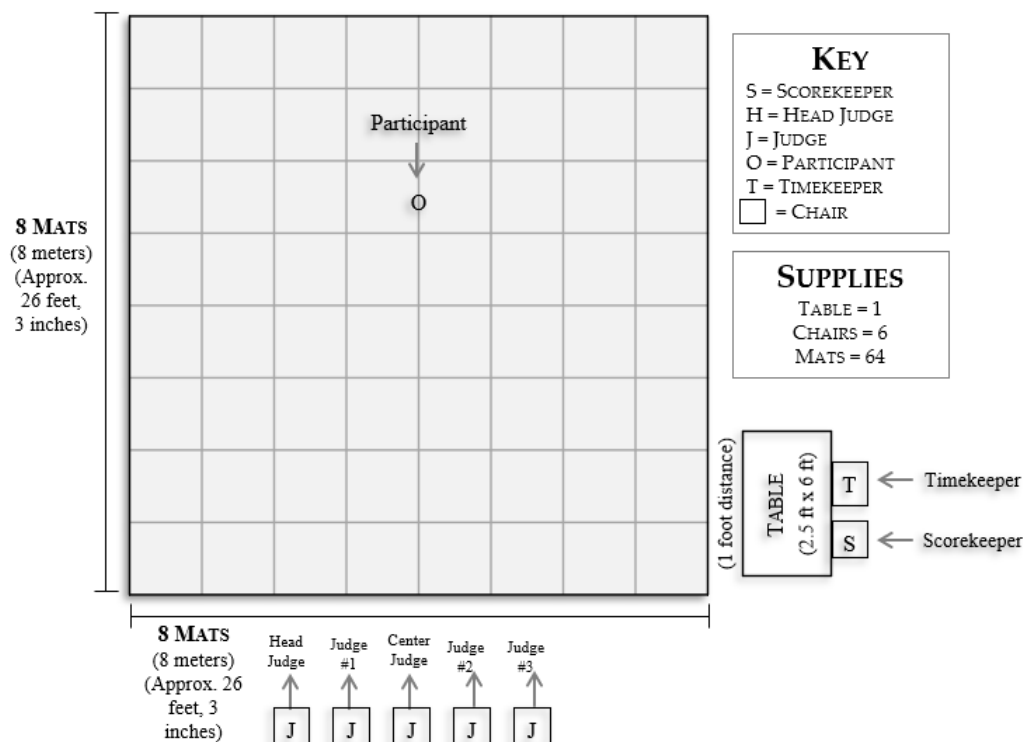 Participant
O
8 MATS
(8 meters)
(Approx.
26 feet,
3 inches)
KEY
S = SCOREKEEPER
H = HEAD JUDGE
J = JUDGE
O = PARTICIPANT
T = TIMEKEEPER
= CHAIR
SUPPLIES
TABLE = 1
CHAIRS = 6
MATS = 64
(1 foot distance)
TABLE
(2.5 ft x 6 ft)
T
Timekeeper
S
Scorekeeper
8 MATS
(8 meters)
(Approx. 26
feet, 3
inches)
Head
Judge
Judge
#1
Center
Judge
Judge
#2
Judge
#3
J
J
J
J
J